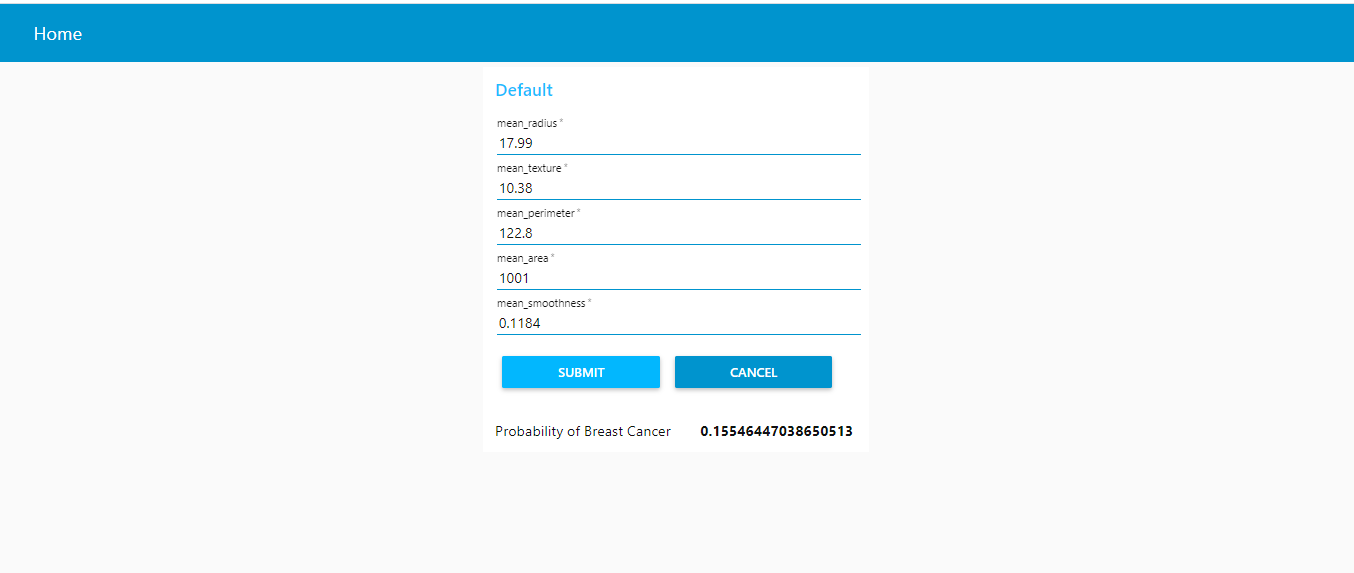 Home
Default
mean_radius *
17.99
mean_texture *
10.38
mean_perimeter *
122.8
mean_area *
1001
mean_smoothness *
0.1184
SUBMIT CANCEL
Probability of Breast Cancer 0.15546447038650513